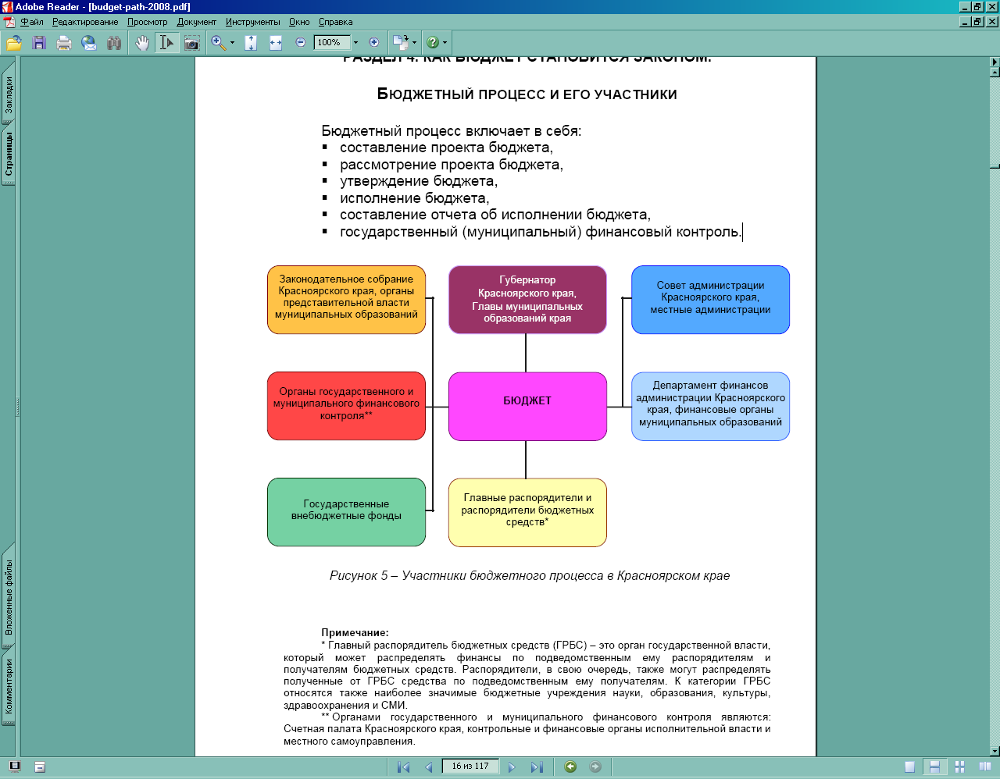 Adobe Reader - [budget-path-2008.pdf]
Файл Редактирование Просмотр Документ Инструменты Окно Справка
100%
Закладки
Страницы
Вложенные файлы
Комментарии
РАЗДЕЛ 4. КАК БЮДЖЕТ СТАНОВИТСЯ ЗАКОНОМ.
БЮДЖЕТНЫЙ ПРОЦЕСС И ЕГО УЧАСТНИКИ
Бюджетный процесс включает в себя:
▪ составление проекта бюджета,
▪ рассмотрение проекта бюджета,
▪ утверждение бюджета,
▪ исполнение бюджета,
▪ составление отчета об исполнении бюджета,
▪ государственный (муниципальный) финансовый контроль.
Законодательное собрание
Красноярского края, органы
представительной власти
муниципальных образований
Губернатор
Красноярского края,
Главы муниципальных
образований края
Совет администрации
Красноярского края,
местные администрации
Органы государственного и
муниципального финансового
контроля**
БЮДЖЕТ
Департамент финансов
администрации Красноярского
края, финансовые органы
муниципальных образований
Государственные
внебюджетные фонды
Главные распорядители и
распорядители бюджетных
средств*
Рисунок 5 – Участники бюджетного процесса в Красноярском крае
Примечание:
* Главный распорядитель бюджетных средств (ГРБС) – это орган государственной власти,
который может распределять финансы по подведомственным ему распорядителям и
получателям бюджетных средств. Распорядители, в свою очередь, также могут распределять
полученные от ГРБС средства по подведомственным ему получателям. К категории ГРБС
относятся также наиболее значимые бюджетные учреждения науки, образования, культуры,
здравоохранения и СМИ.
** Органами государственного и муниципального финансового контроля являются:
Счетная палата Красноярского края, контрольные и финансовые органы исполнительной власти и
местного самоуправления.
16 из 117